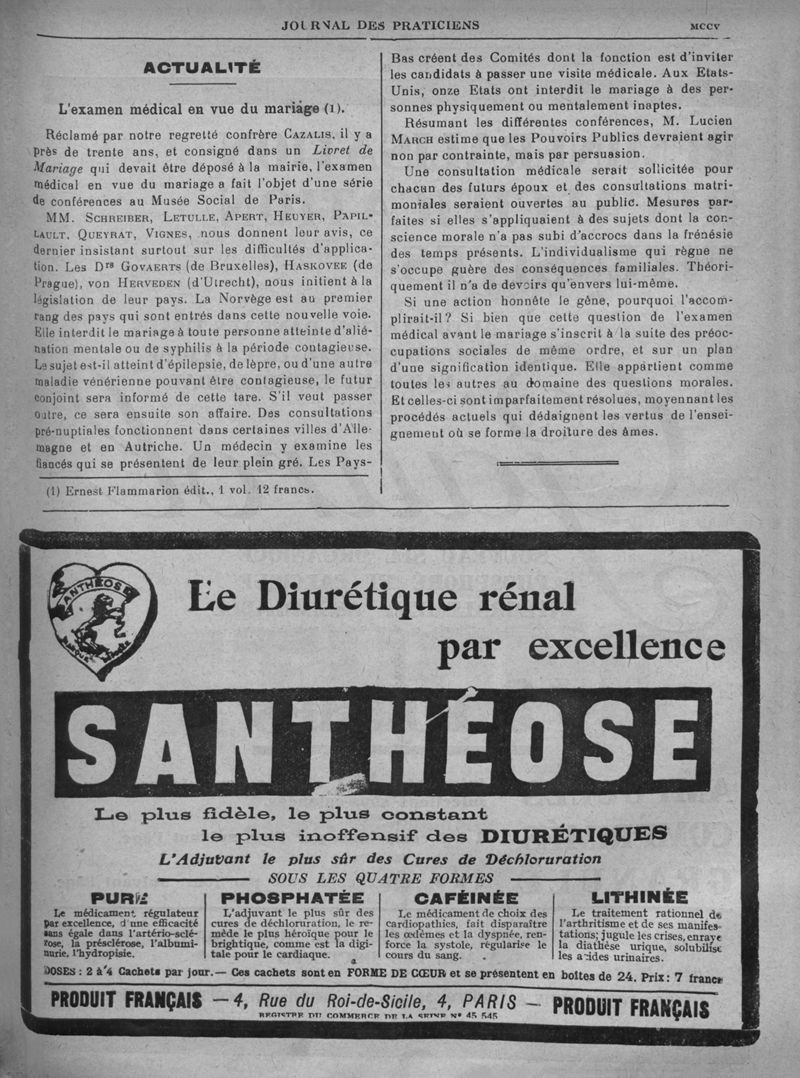 JOURNAL DES PRATICIENS
MCCV
ACTUALITÉ
L'examen médical en vue du mariage (1).
Réclamé par notre regretté confrère CAZALIS, il y a
près de trente ans, et consigné dans un Livret de
Mariage qui devait être déposé à la mairie, l'examen
médical en vue du mariage a fait l'objet d'une série
de conférences au Musée Social de Paris.
MM. SCHREIBER, LETULLE, APERT, HEUYER, PAPIL-
LAULT, QUEYRAT, VIGNES, nous donnent leur avis, ce
dernier insistant surtout sur les difficultés d'applica-
tion. Les Drs GOVAERTS (de Bruxelles), HASKOVEE (de
Prague), von HERVEDEN (d'Utrecht), nous initient à la
législation de leur pays. La Norvège est au premier
rang des pays qui sont entrés dans cette nouvelle voie.
Elle interdit le mariage à toute personne atteinte d'alié-
nation mentale ou de syphilis à la période contagieuse.
Le sujet est-il atteint d'épilepsie, de lèpre, ou d'une autre
maladie vénérienne pouvant être contagieuse, le futur
conjoint sera informé de cette tare. S'il veut passer
outre, ce sera ensuite son affaire. Des consultations
pré-nuptiales fonctionnent dans certaines villes d'Alle-
magne et en Autriche. Un médecin y examine les
fiancés qui se présentent de leur plein gré. Les Pays-
(1) Ernest Flammarion édit., 1 vol. 12 francs.
Bas créent des Comités dont la fonction est d'inviter
les candidats à passer une visite médicale. Aux Etats-
Unis, onze Etats ont interdit le mariage à des per-
sonnes physiquement ou mentalement inaptes.
Résumant les différentes conférences, M. Lucien
MARCH estime que les Pouvoirs Publics devraient agir
non par contrainte, mais par persuasion.
Une consultation médicale serait sollicitée pour
chacun des futurs époux et des consultations matri-
moniales seraient ouvertes au public. Mesures par-
faites si elles s'appliquaient à des sujets dont la con-
science morale n'a pas subi d'accrocs dans la frénésie
des temps présents. L'individualisme qui règne ne
s'occupe guère des conséquences familiales. Théori-
quement il n'a de devoirs qu'envers lui-même.
Si une action honnête le gêne, pourquoi l'accom-
plirait-il? Si bien que cette question de l'examen
médical avant le mariage s'inscrit à la suite des préoc-
cupations sociales de même ordre, et sur un plan
d'une signification identique. Elle appartient comme
toutes les autres au domaine des questions morales.
Et celles-ci sont imparfaitement résolues, moyennant les
procédés actuels qui dédaignent les vertus de l'ensei-
gnement où se forme la droiture des âmes.
SANTHÉOSE
MARQUE DÉPOSÉE
Le Diurétique rénal
par excellence
SANTHÉOSE
Le plus fidèle, le plus constant
le plus inoffensif des DIURÉTIQUES
L'Adjuvant le plus sûr des Cures de Déchloruration
SOUS LES QUATRE FORMES
PURE
Le médicament régulateur
par excellence, d'une efficacité
sans égale dans l'artério-sclé-
rose, la présclérose, l'albumi-
nurie, l'hydropisie.
PHOSPHATÉE
L'adjuvant le plus sûr des
cures de déchloruration, le re-
mède le plus héroïque pour le
brightique, comme est la digi-
tale pour le cardiaque.
CAFÉINÉE
Le médicament de choix des
cardiopathies, fait disparaître
les œdèmes et la dyspnée, ren-
force la systole, régularise le
cours du sang.
LITHINÉE
Le traitement rationnel de
l'arthritisme et de ses manifes-
tations; jugule les crises, enraye
la diathèse urique, solubilise
les acides urinaires.
DOSES : 2 à 4 Cachets par jour.— Ces cachets sont en FORME DE CŒUR et se présentent en boîtes de 24. Prix: 7 francs
PRODUIT FRANÇAIS — 4, Rue du Roi-de-Sicile, 4, PARIS — PRODUIT FRANÇAIS
REGISTRE DU COMMERCE DE LA SEINE N° 45 545